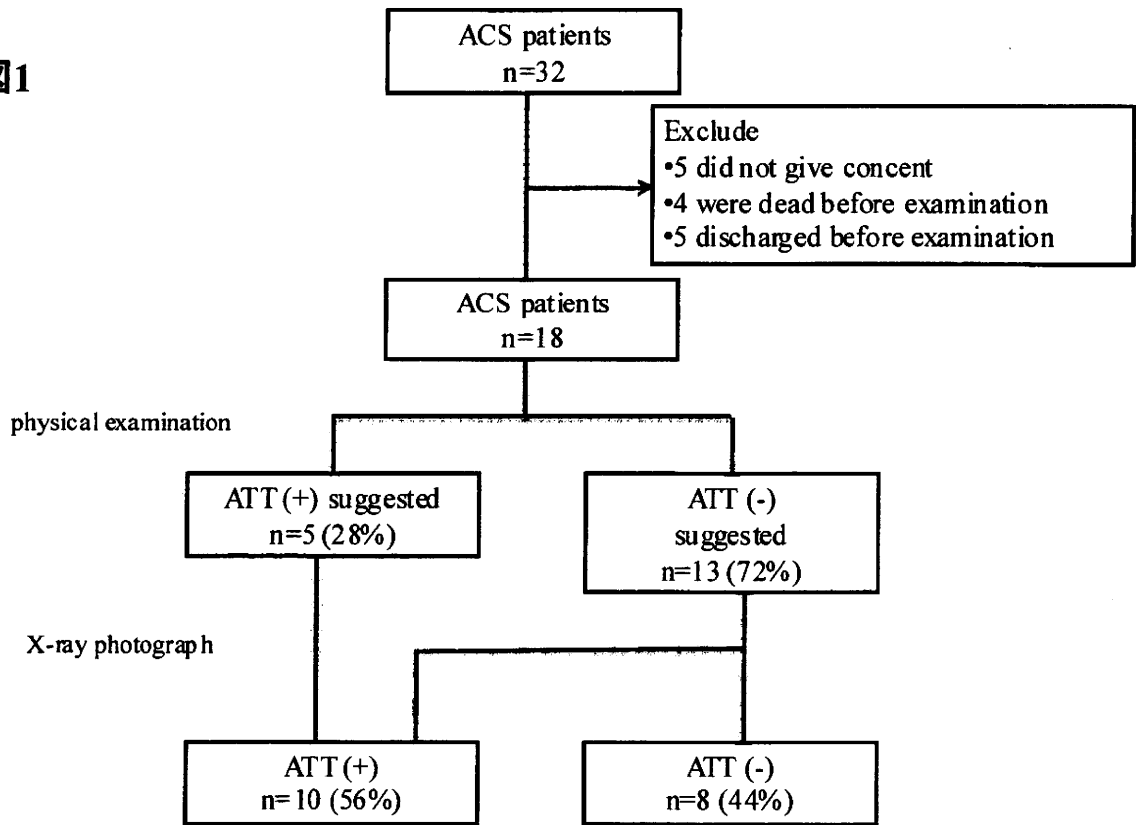 ACS patients
n=32
図1
Exclude
•5 did not give concent
•4 were dead before examination
•5 discharged before examination
ACS patients
n=18
physical examination
ATT (+) suggested
n=5 (28%)
ATT (-)
suggested
n=13 (72%)
X-ray photograph
ATT (+)
n=10 (56%)
ATT (-)
n=8 (44%)